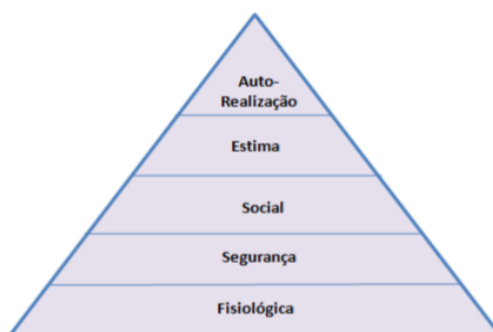 Auto-
Realização
Estima
Social
Segurança
Fisiológica